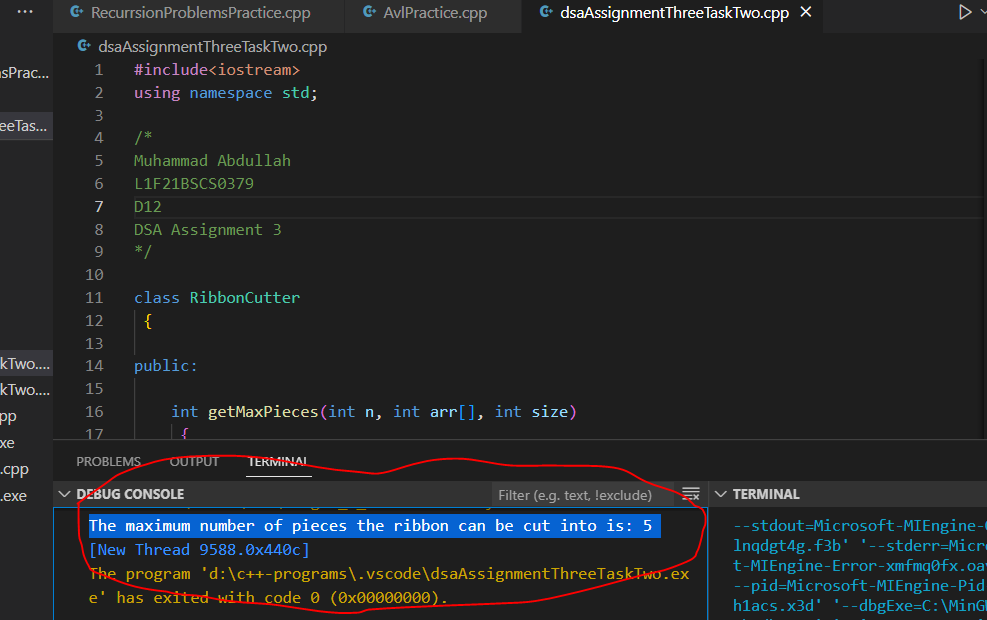 ...
RecurrsionProblemsPractice.cpp
AvlPractice.cpp
dsaAssignmentThreeTaskTwo.cpp
dsaAssignmentThreeTaskTwo.cpp
sPrac...
eeTas...
kTwo....
kTwo....
pp
xe
.cpp
.exe
1 #include<iostream>
2 using namespace std;
3
4 /*
5 Muhammad Abdullah
6 L1F21BSCS0379
7 D12
8 DSA Assignment 3
9 */
10
11 class RibbonCutter
12 {
13
14 public:
15
16 int getMaxPieces(int n, int arr[], int size)
17 {
PROBLEMS OUTPUT TERMINAL
DEBUG CONSOLE
Filter (e.g. text, !exclude)
The maximum number of pieces the ribbon can be cut into is: 5
[New Thread 9588.0x440c]
The program 'd:\c++-programs\.vscode\dsaAssignmentThreeTaskTwo.ex
e' has exited with code 0 (0x00000000).
TERMINAL
--stdout=Microsoft-MIEngine-
lnqdgt4g.f3b' '--stderr=Micr
t-MIEngine-Error-xmfmq0fx.oa
--pid=Microsoft-MIEngine-Pid
h1acs.x3d' '--dbgExe=C:\MinG